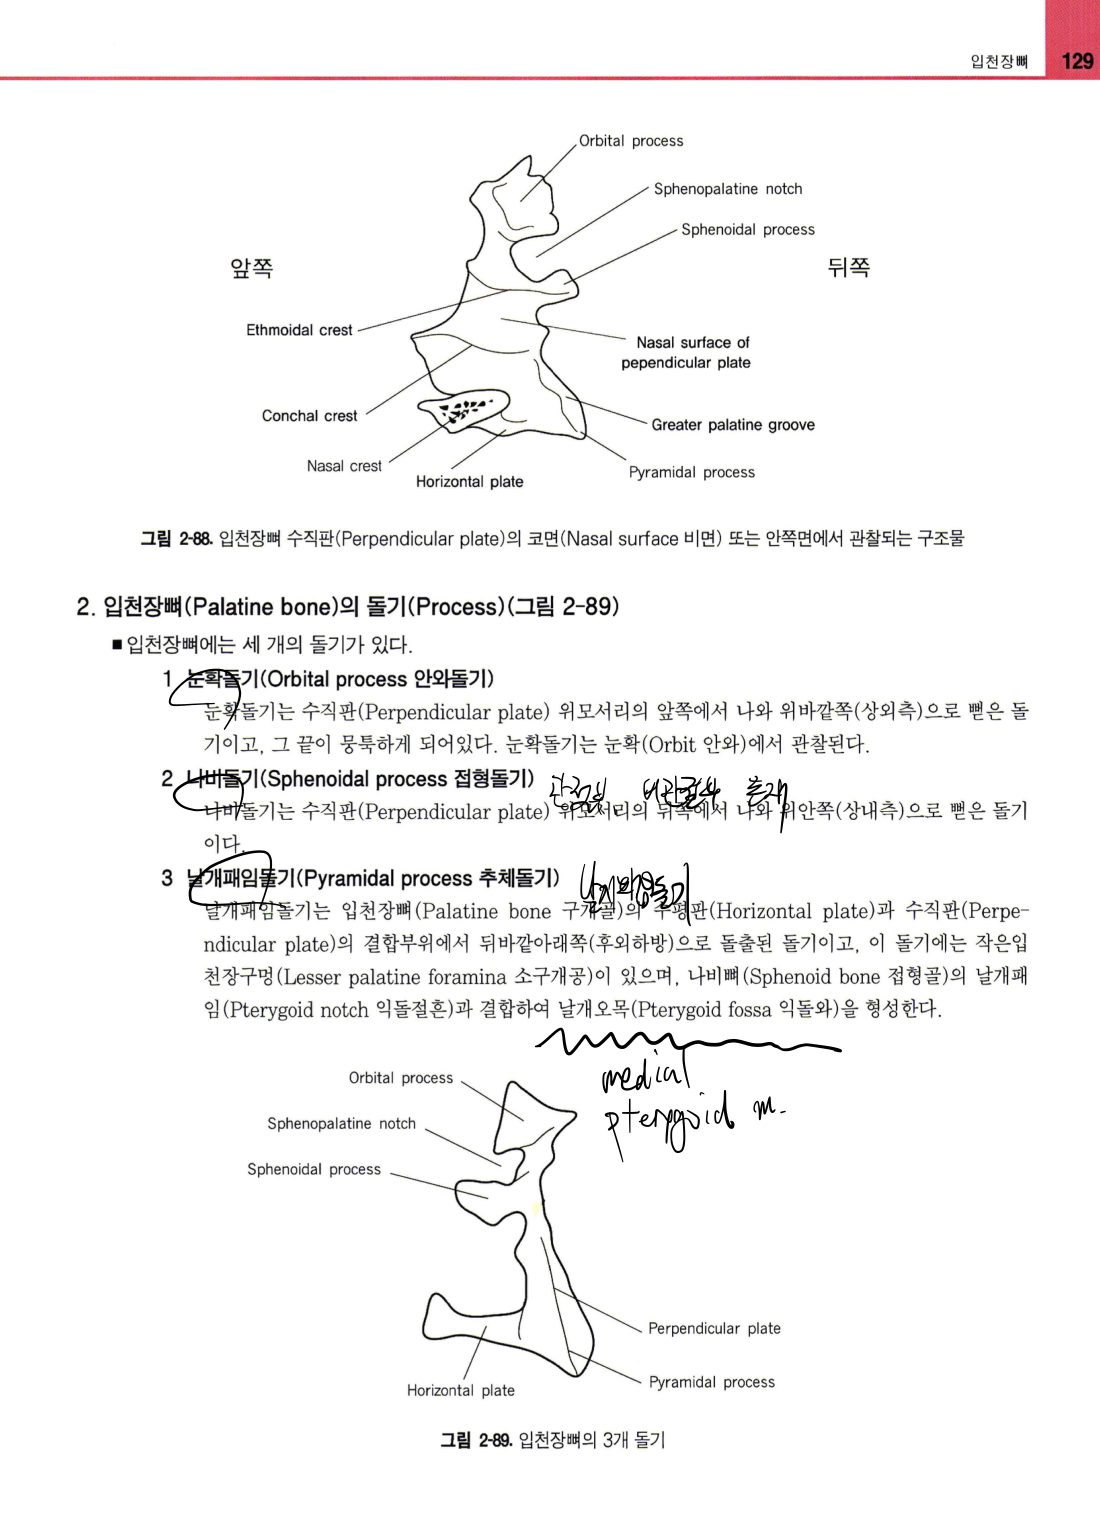 입천장뼈 129
Orbital process
Sphenopalatine notch
Sphenoidal process
앞쪽 뒤쪽
Ethmoidal crest
Nasal surface of
pependicular plate
Conchal crest
Greater palatine groove
Nasal crest
Pyramidal process
Horizontal plate
그림 2-88. 입천장뼈 수직판(Perpendicular plate)의 코면(Nasal surface 비면) 또는 안쪽면에서 관찰되는 구조물
2. 입천장뼈(Palatine bone)의 돌기(Process)(그림 2-89)
■ 입천장뼈에는 세 개의 돌기가 있다.
1 눈확돌기(Orbital process 안와돌기)
눈확돌기는 수직판(Perpendicular plate) 위모서리의 앞쪽에서 나와 위바깥쪽(상외측)으로 뻗은 돌
기이고, 그 끝이 뭉툭하게 되어있다. 눈확돌기는 눈확(Orbit 안와)에서 관찰된다.
2 나비돌기(Sphenoidal process 접형돌기)
나비돌기는 수직판(Perpendicular plate) 위모서리의 뒤쪽에서 나와 위안쪽(상내측)으로 뻗은 돌기
이다.
3 날개패임돌기(Pyramidal process 추체돌기)
날개패임돌기는 입천장뼈(Palatine bone 구개골)의 수평판(Horizontal plate)과 수직판(Perpe-
ndicular plate)의 결합부위에서 뒤바깥아래쪽(후외하방)으로 돌출된 돌기이고, 이 돌기에는 작은입
천장구멍(Lesser palatine foramina 소구개공)이 있으며, 나비뼈(Sphenoid bone 접형골)의 날개패
임(Pterygoid notch 익돌절흔)과 결합하여 날개오목(Pterygoid fossa 익돌와)을 형성한다.
medial
pterygoid m.
Orbital process
Sphenopalatine notch
Sphenoidal process
Perpendicular plate
Pyramidal process
Horizontal plate
그림 2-89. 입천장뼈의 3개 돌기